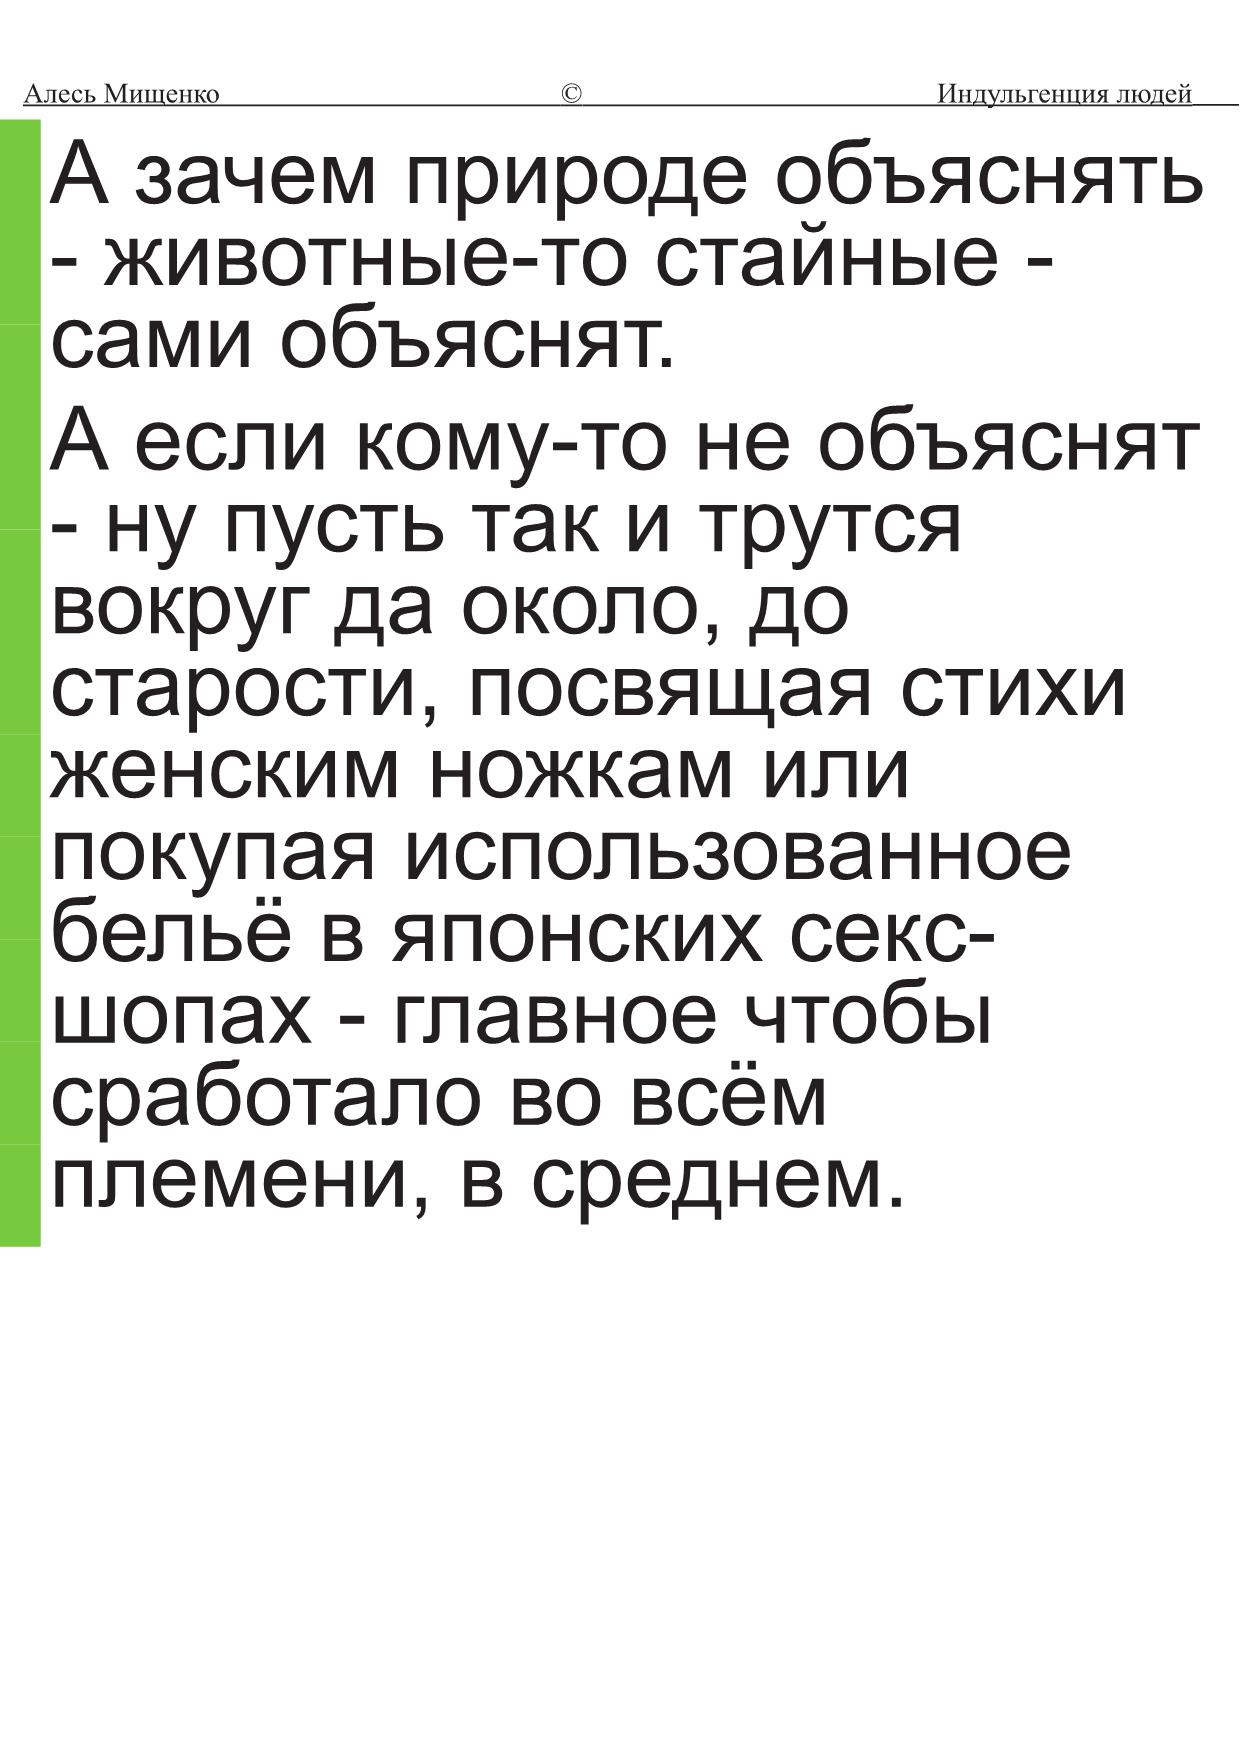 Алесь Мищенко © Индульгенция людей
А зачем природе объяснять
- животные-то стайные -
сами объяснят.
А если кому-то не объяснят
- ну пусть так и трутся
вокруг да около, до
старости, посвящая стихи
женским ножкам или
покупая использованное
бельё в японских секс-
шопах - главное чтобы
сработало во всём
племени, в среднем.